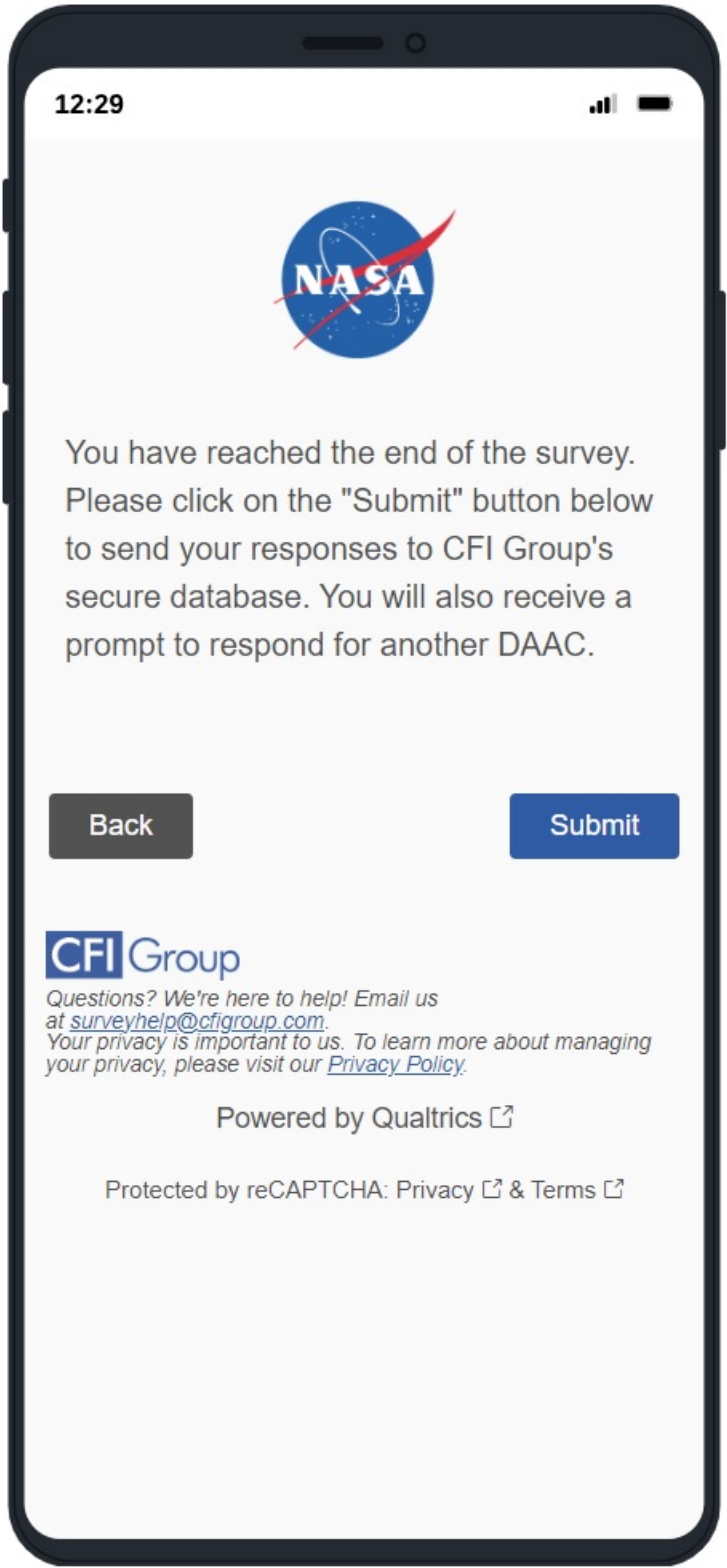 12:29
NASA
You have reached the end of the survey.
Please click on the "Submit" button below
to send your responses to CFI Group's
secure database. You will also receive a
prompt to respond for another DAAC.
Back
Submit
CFI Group
Questions? We're here to help! Email us
at surveyhelp@cfigroup.com.
Your privacy is important to us. To learn more about managing
your privacy, please visit our Privacy Policy.
Powered by Qualtrics
Protected by reCAPTCHA: Privacy & Terms